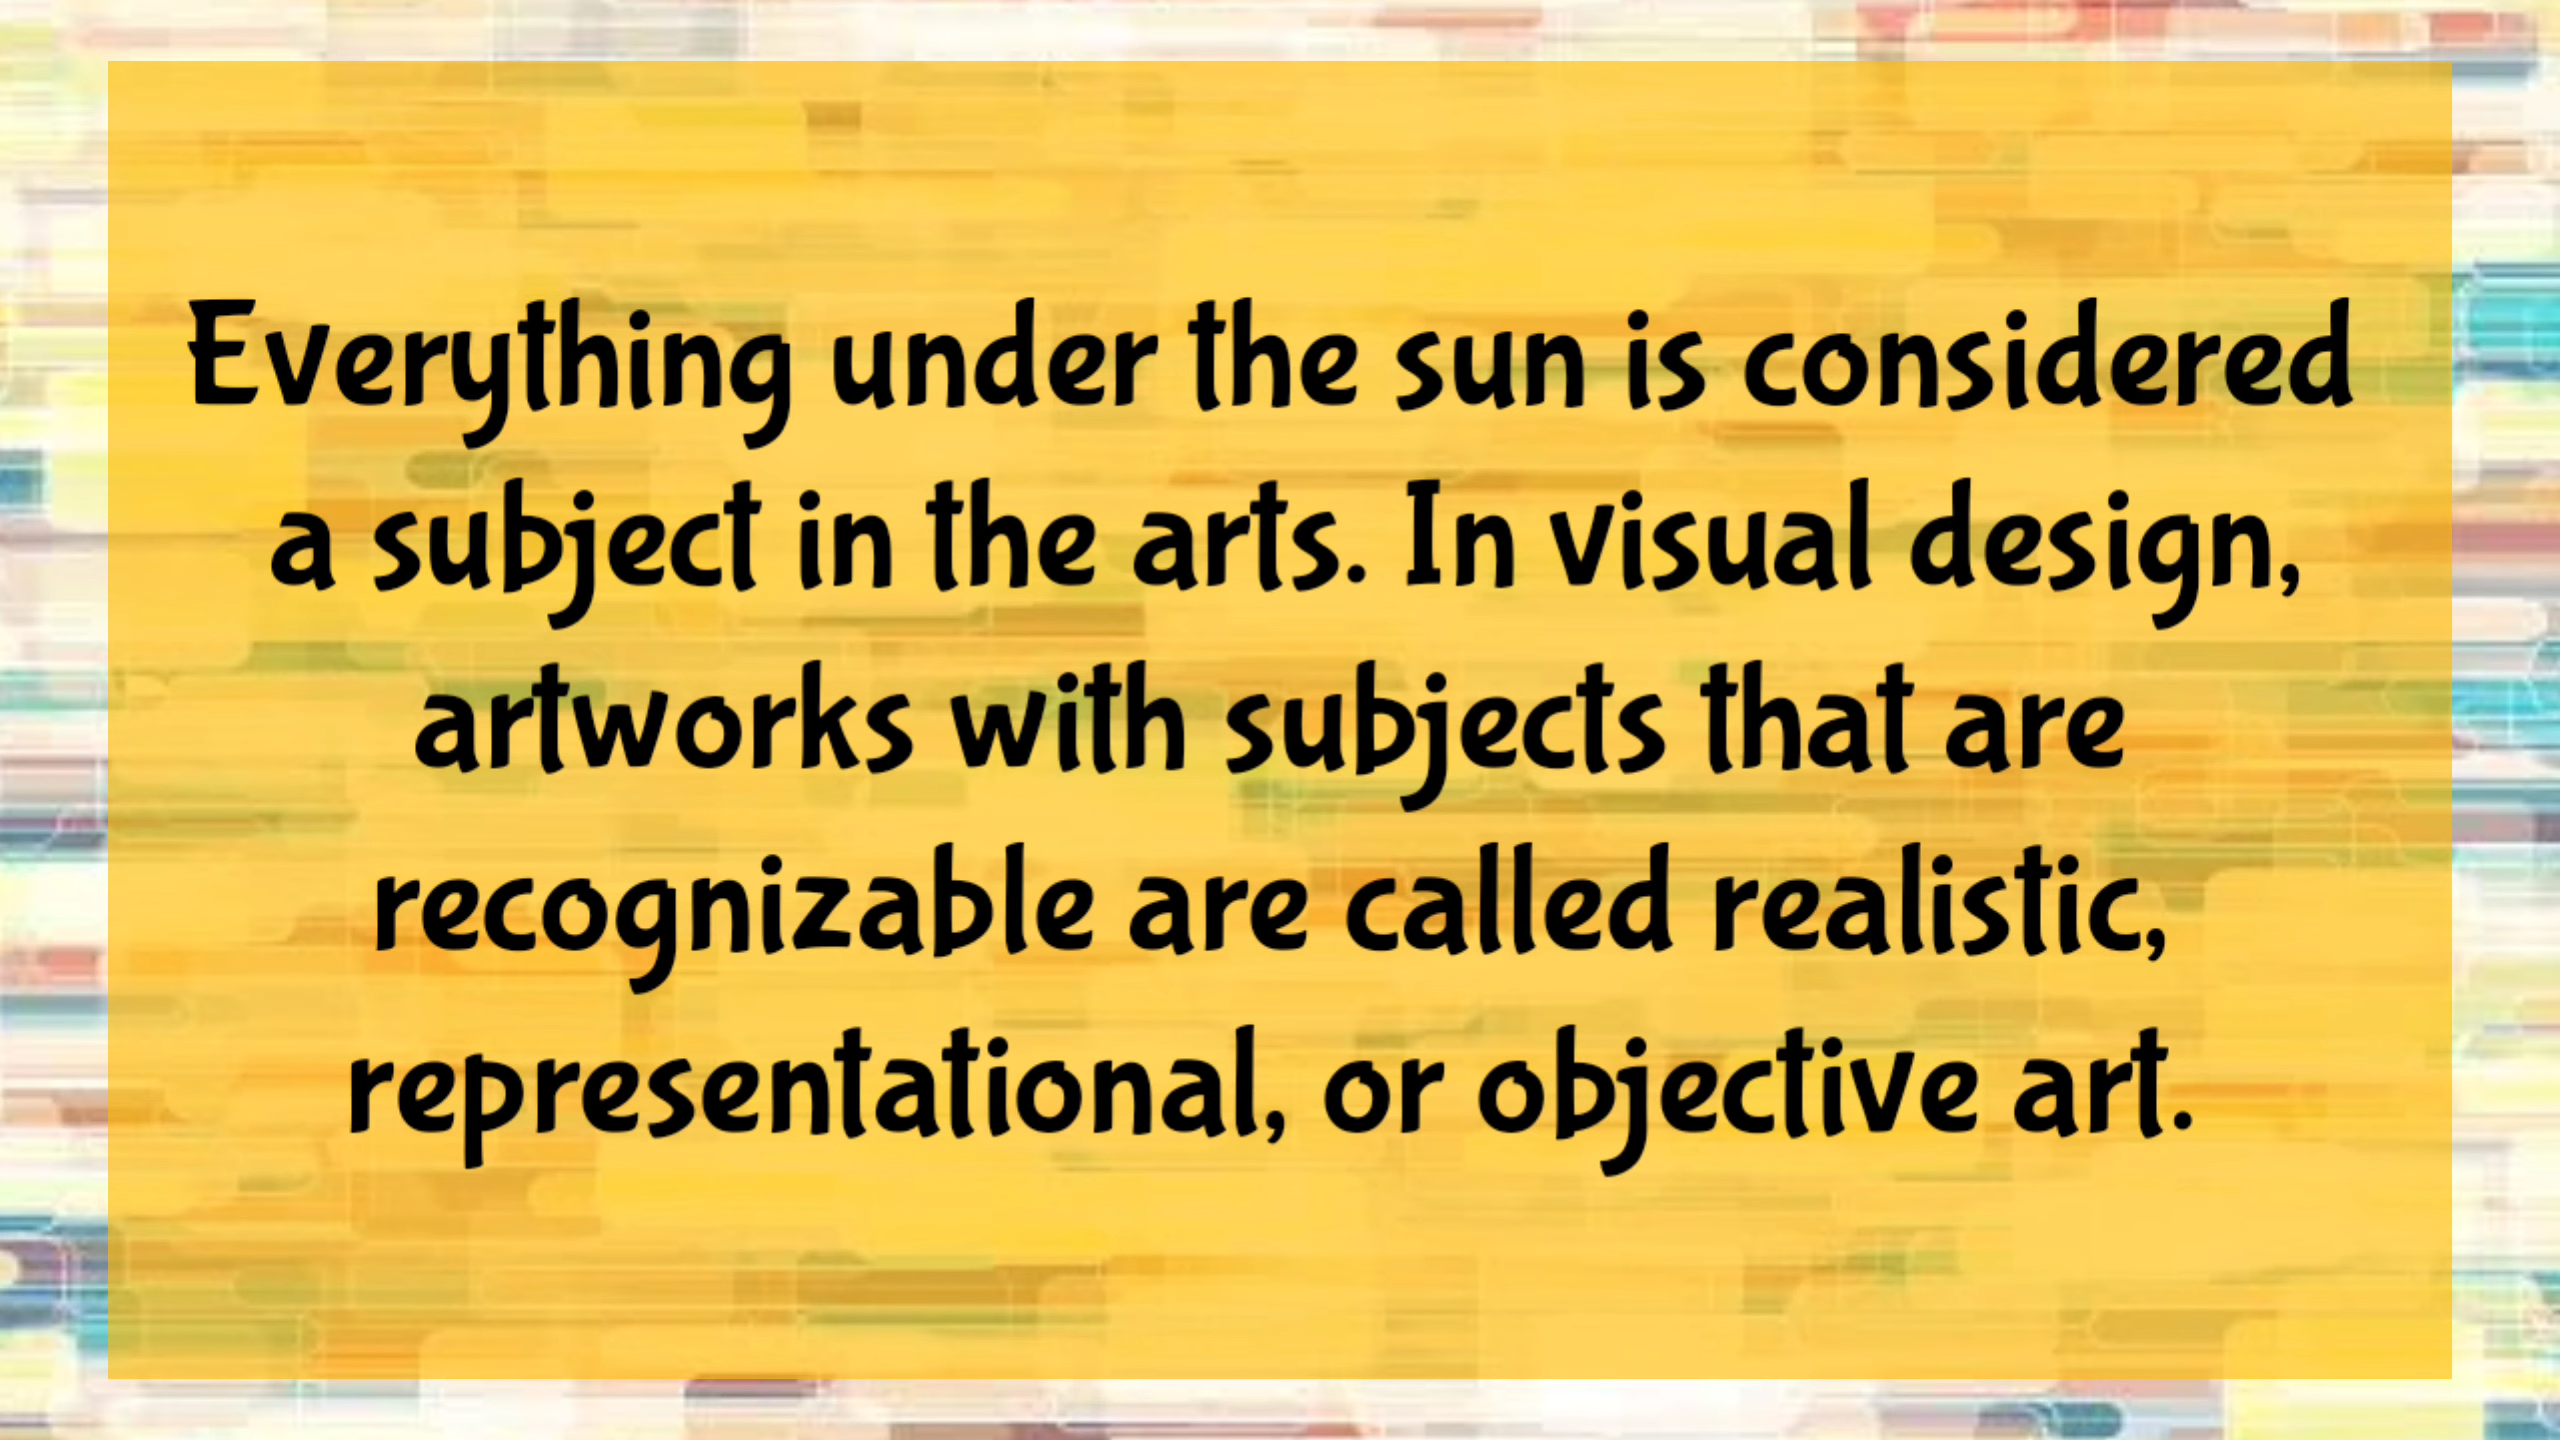 Everything under the sun is considered
a subject in the arts. In visual design,
artworks with subjects that are
recognizable are called realistic,
representational, or objective art.